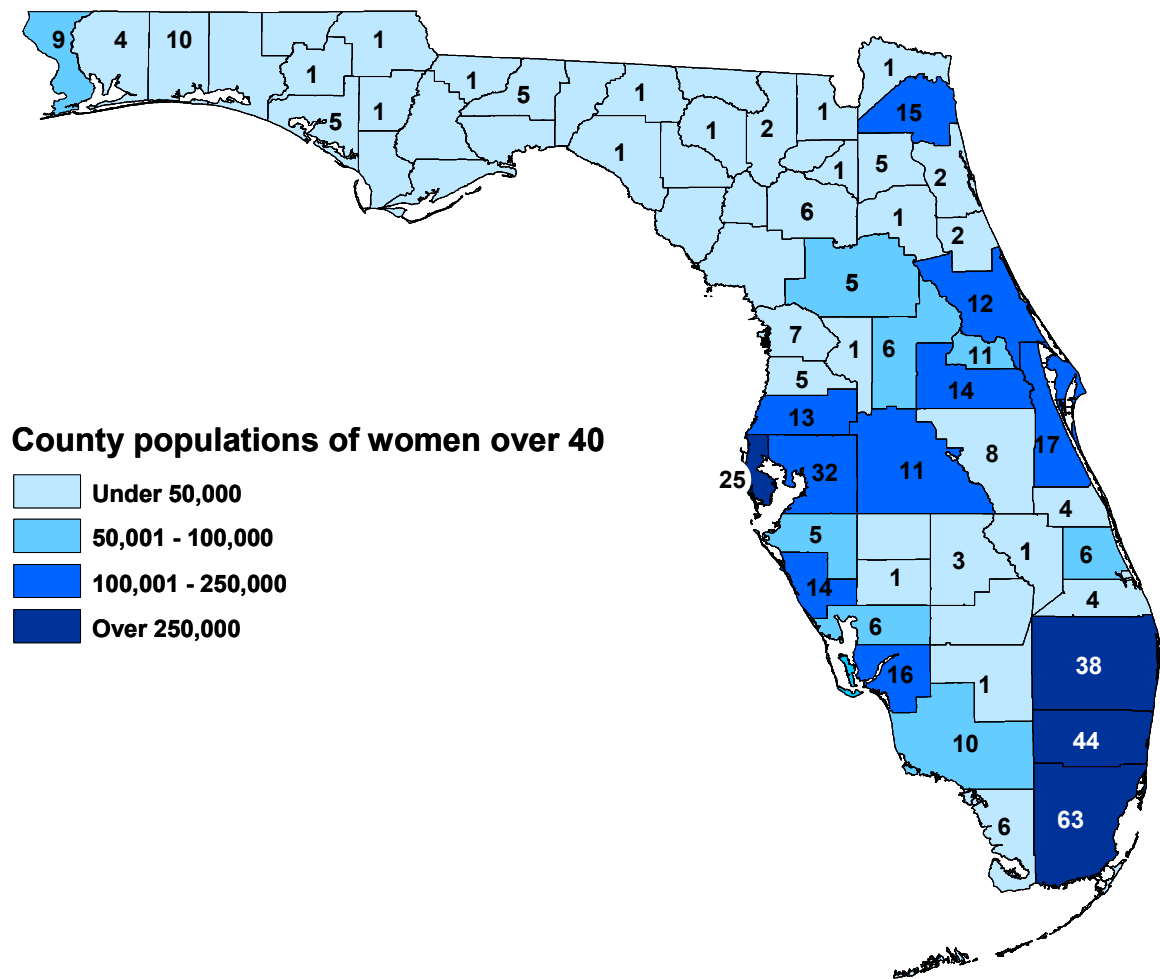 9 4 10 1
1
1 5 1
1
15
5 1 1 1 2
1 1 5 2
6 1 2
5 12
7 1 6 11
5 14
13
County populations of women over 40
Under 50,000
50,001 - 100,000
100,001 - 250,000
Over 250,000
25 32 11 8 17
4
5 3 1 6
14 1 4
6
16 1 38
10 44
6 63